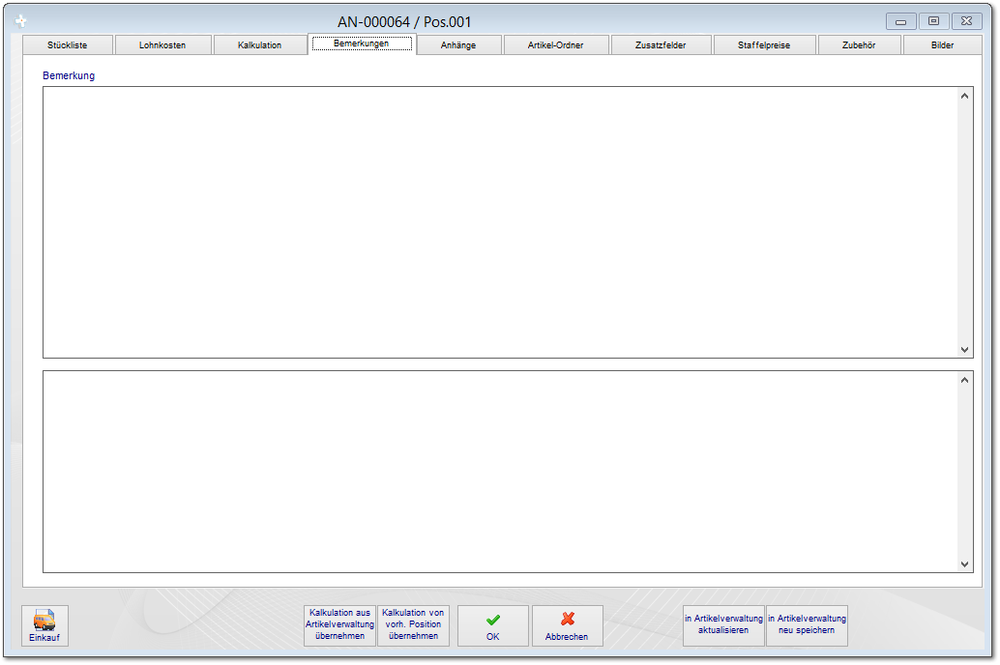 AN-000064 / Pos.001
Stückliste Lohnkosten Kalkulation Bemerkungen Anhänge Artikel-Ordner Zusatzfelder Staffelpreise Zubehör Bilder
Bemerkung
Einkauf
Kalkulation aus
Artikelverwaltung
übernehmen
Kalkulation von
vorh. Position
übernehmen
OK
Abbrechen
in Artikelverwaltung
aktualisieren
in Artikelverwaltung
neu speichern